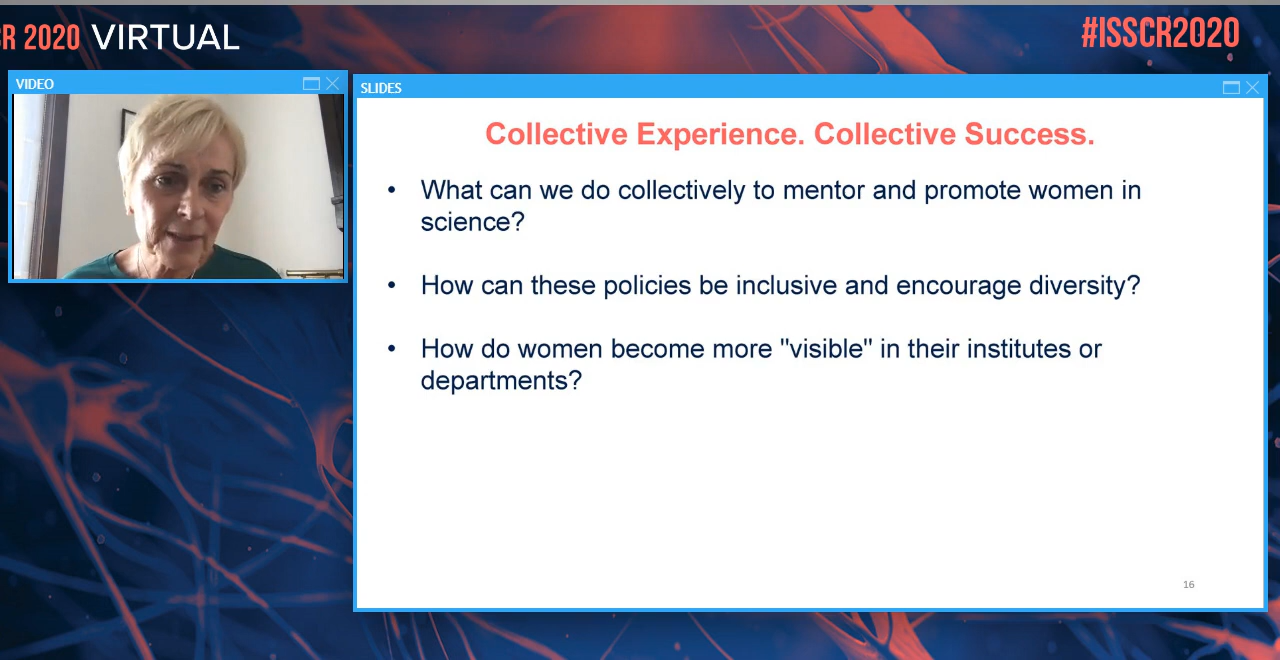 R 2020 VIRTUAL
#ISSCR2020
VIDEO
SLIDES
Collective Experience. Collective Success.
• What can we do collectively to mentor and promote women in
science?
• How can these policies be inclusive and encourage diversity?
• How do women become more "visible" in their institutes or
departments?
16